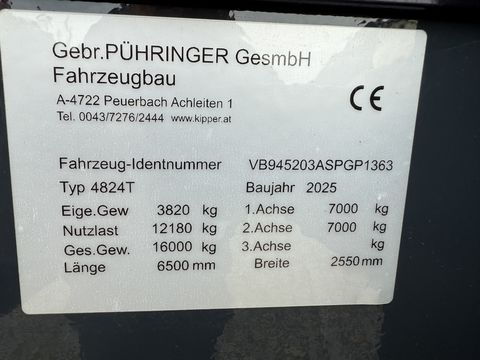 Gebr.PÜHRINGER GesmbH
Fahrzeugbau
A-4722 Peuerbach Achleiten 1
Tel. 0043/7276/2444 www.kipper.at
CE
Fahrzeug-Identnummer VB945203ASPGP1363
Typ 4824T Baujahr 2025
Eige.Gew 3820 kg 1.Achse 7000 kg
Nutzlast 12180 kg 2.Achse 7000 kg
Ges.Gew. 16000 kg 3.Achse kg
Länge 6500 mm Breite 2550 mm